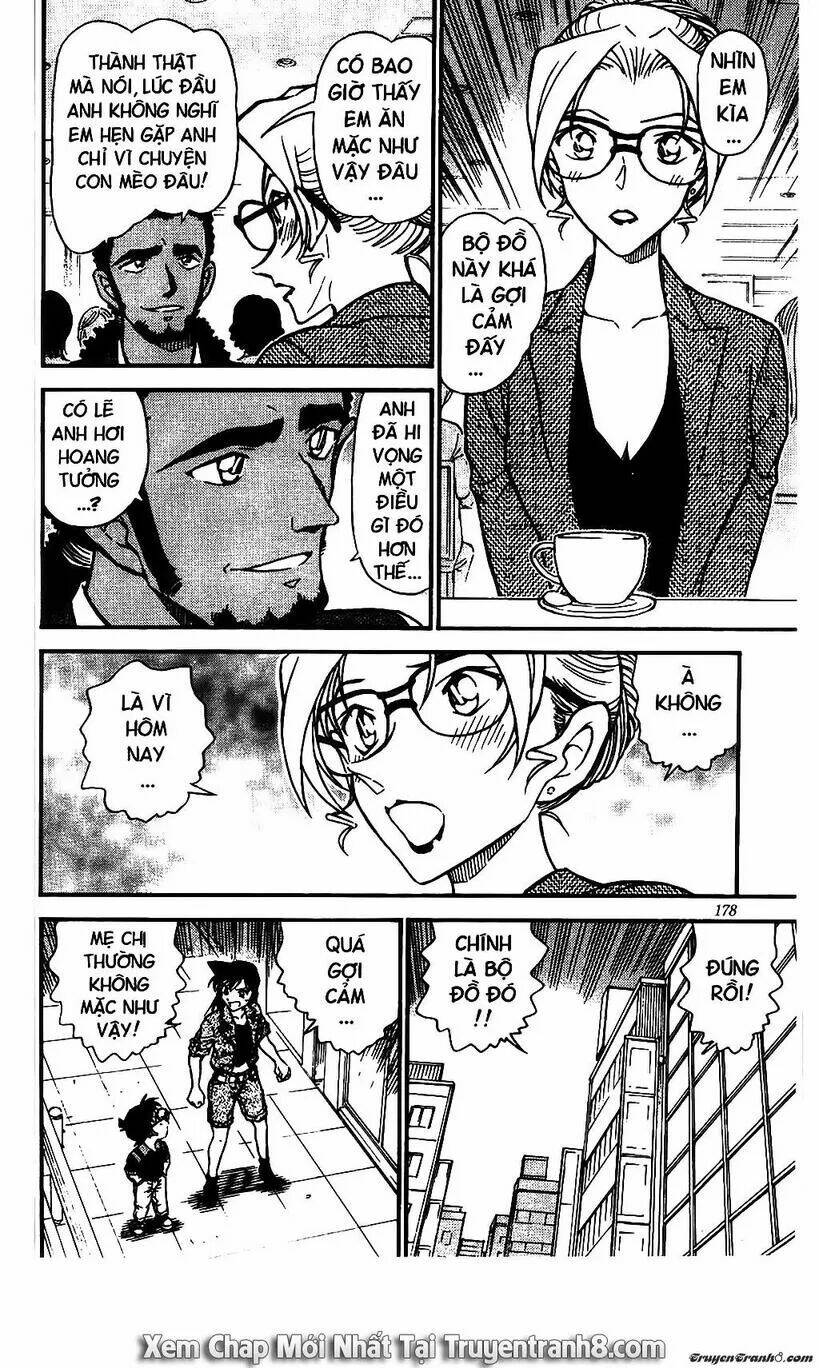 NHÌN
EM
KÌA
...
BỘ ĐỒ
NÀY KHÁ
LÀ GỢI
CẢM
ĐẤY
....
CÓ BAO
GIỜ THẤY
EM ĂN
MẶC NHƯ
VẬY ĐÂU
...
THÀNH THẬT
MÀ NÓI, LÚC ĐẦU
ANH KHÔNG NGHĨ
EM HẸN GẶP ANH
CHỈ VÌ CHUYỆN
CON MÈO ĐÂU!
ANH
ĐÃ HI
VỌNG
MỘT
ĐIỀU
GÌ ĐÓ
HƠN
THẾ...
CÓ LẼ
ANH HƠI
HOANG
TƯỞNG
...?
À
KHÔNG
...
LÀ VÌ
HÔM
NAY
...
178
ĐÚNG
RỒI!
CHÍNH
LÀ BỘ
ĐỒ ĐÓ
!!
QUÁ
GỢI
CẢM
...
MẸ CHỊ
THƯỜNG
KHÔNG
MẶC NHƯ
VẬY!
Xem Chap Mới Nhất Tại Truyentranh8.com
TruyenTranh8.com